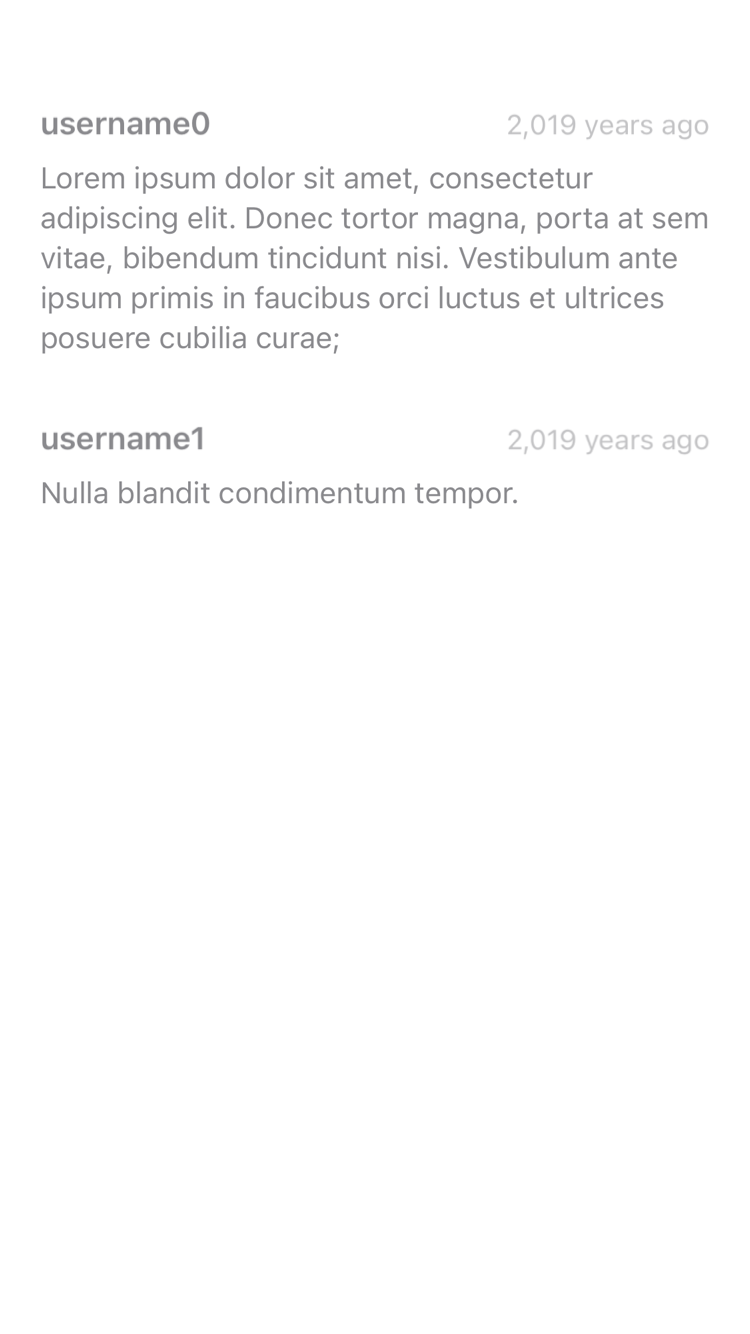 username0 2,019 years ago
Lorem ipsum dolor sit amet, consectetur
adipiscing elit. Donec tortor magna, porta at sem
vitae, bibendum tincidunt nisi. Vestibulum ante
ipsum primis in faucibus orci luctus et ultrices
posuere cubilia curae;
username1 2,019 years ago
Nulla blandit condimentum tempor.